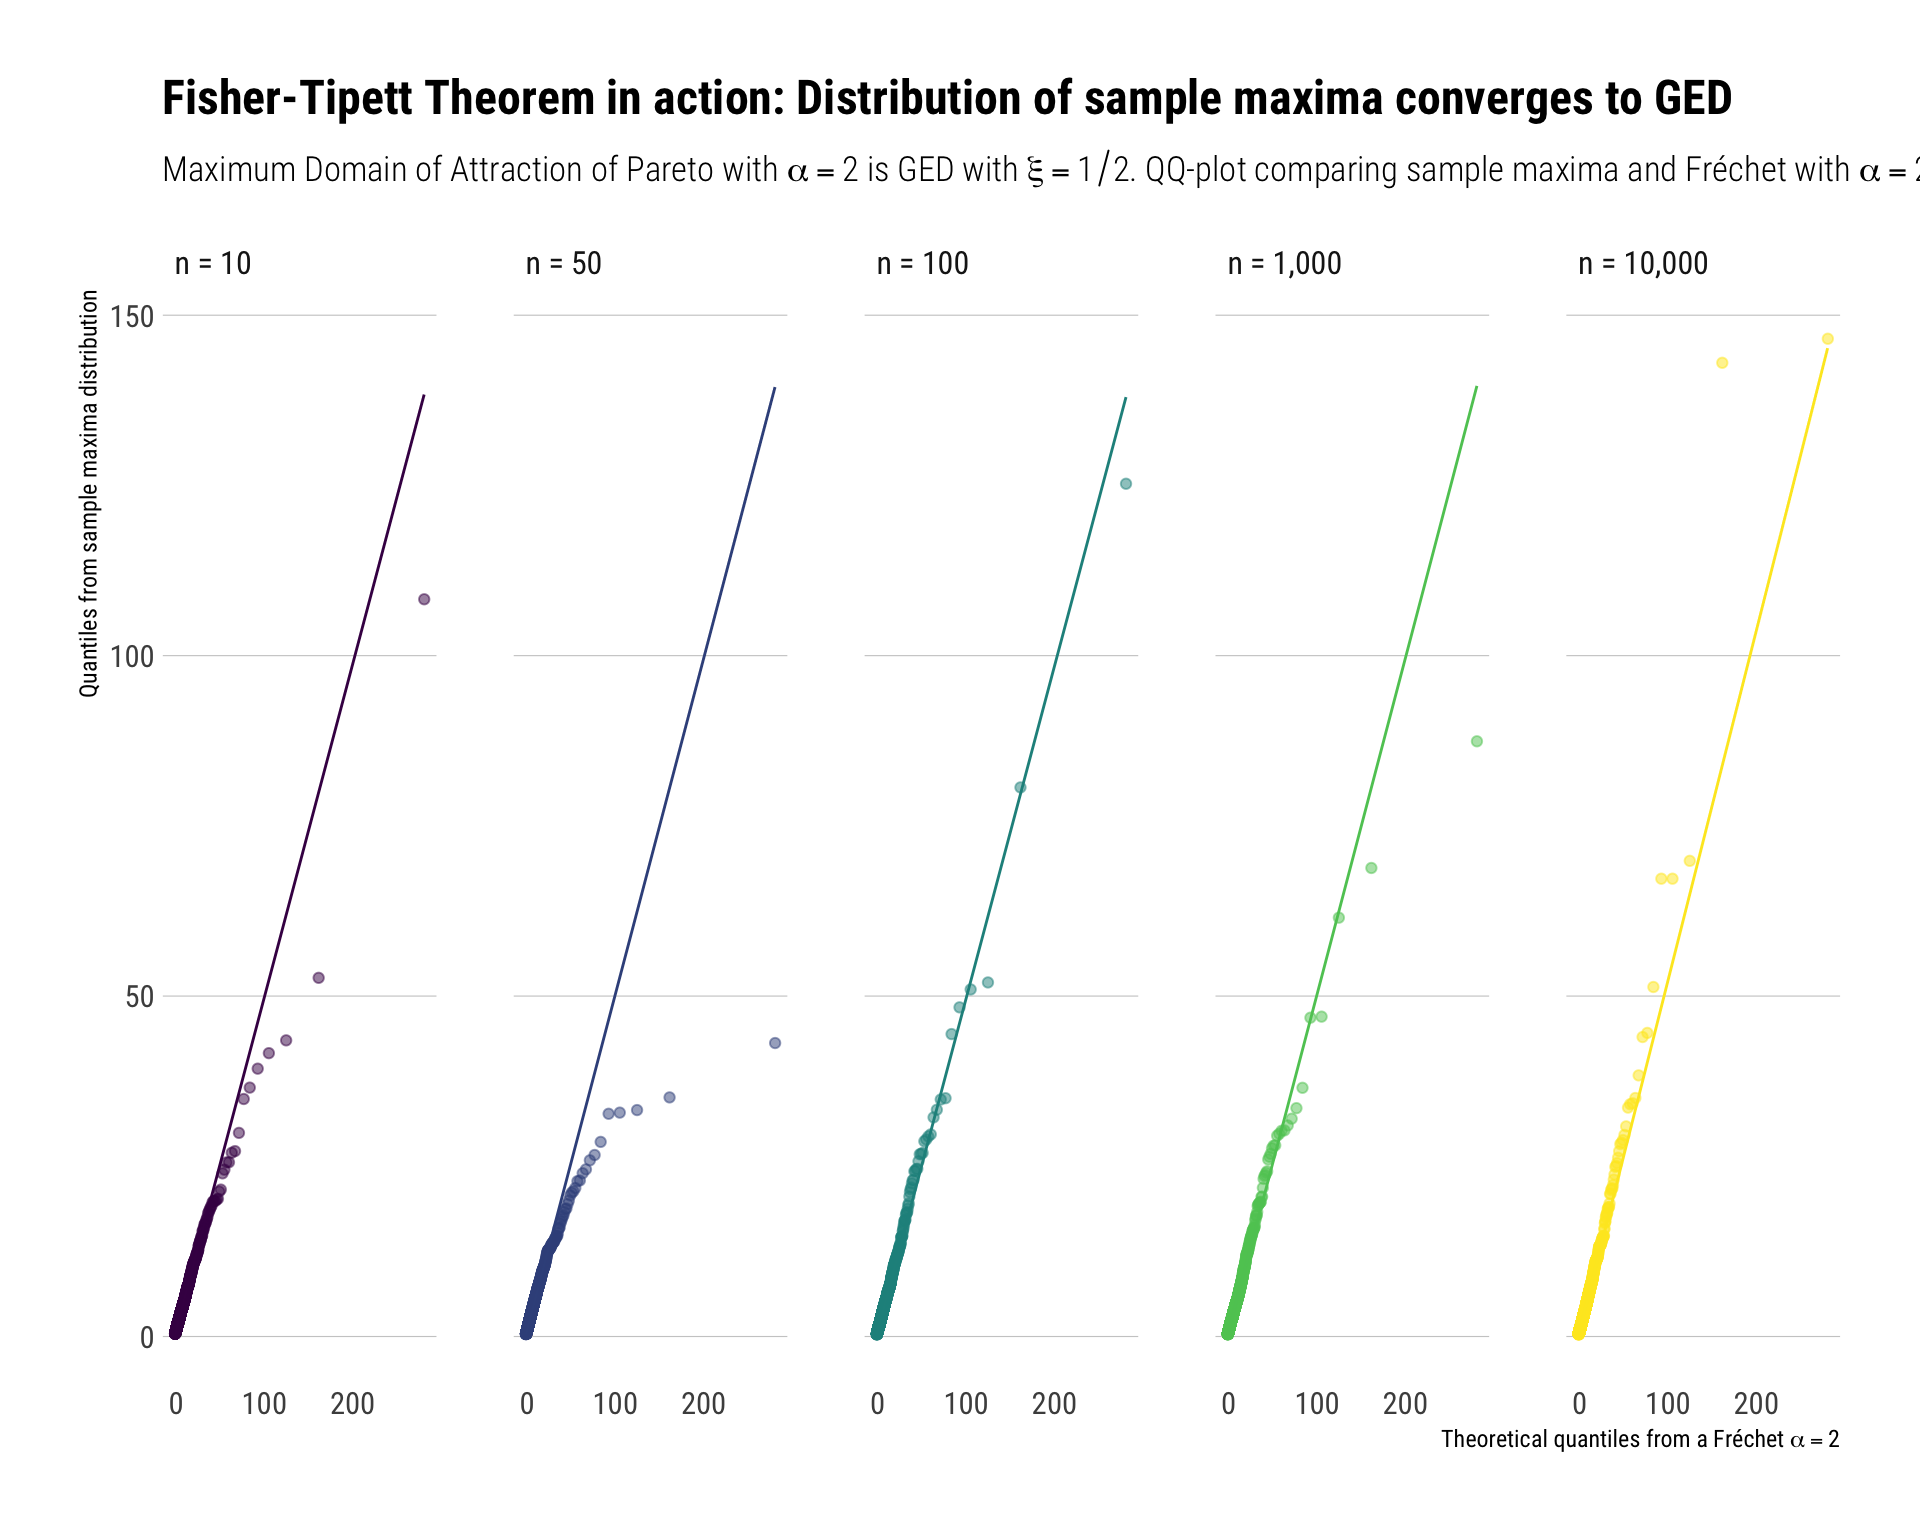 Fisher-Tipett Theorem in action: Distribution of sample maxima converges to GED
Maximum Domain of Attraction of Pareto with α = 2 is GED with ξ = 1/2. QQ-plot comparing sample maxima and Fréchet with α = 2
n = 10
n = 50
n = 100
n = 1,000
n = 10,000
Quantiles from sample maxima distribution
150
100
50
0
0 100 200
0 100 200
0 100 200
0 100 200
0 100 200
Theoretical quantiles from a Fréchet α = 2